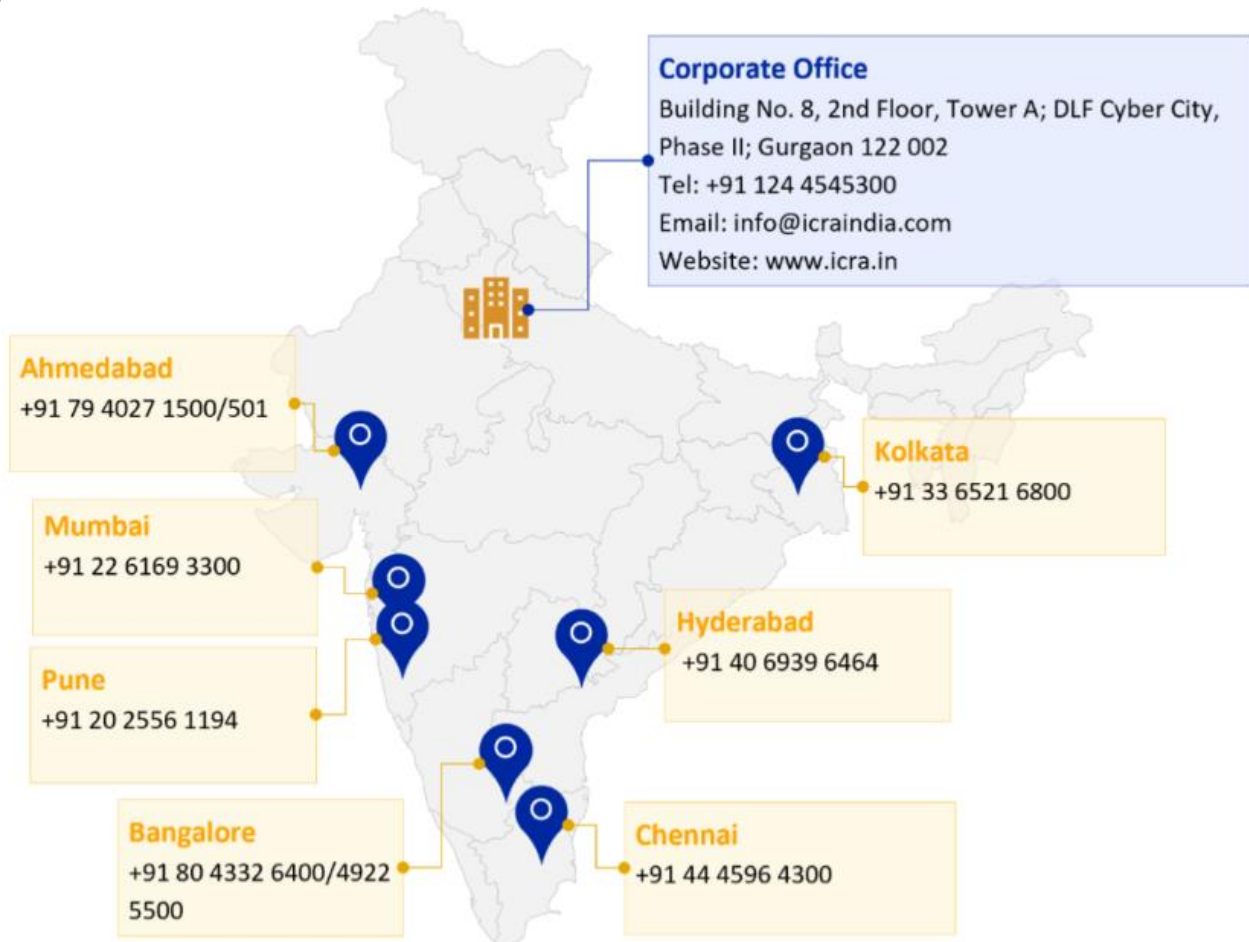 Corporate Office
Building No. 8, 2nd Floor, Tower A; DLF Cyber City,
Phase II; Gurgaon 122 002
Tel: +91 124 4545300
Email: info@icraindia.com
Website: www.icra.in
Ahmedabad
+91 79 4027 1500/501
Kolkata
+91 33 6521 6800
Mumbai
+91 22 6169 3300
Hyderabad
+91 40 6939 6464
Pune
+91 20 2556 1194
Bangalore
+91 80 4332 6400/4922
5500
Chennai
+91 44 4596 4300